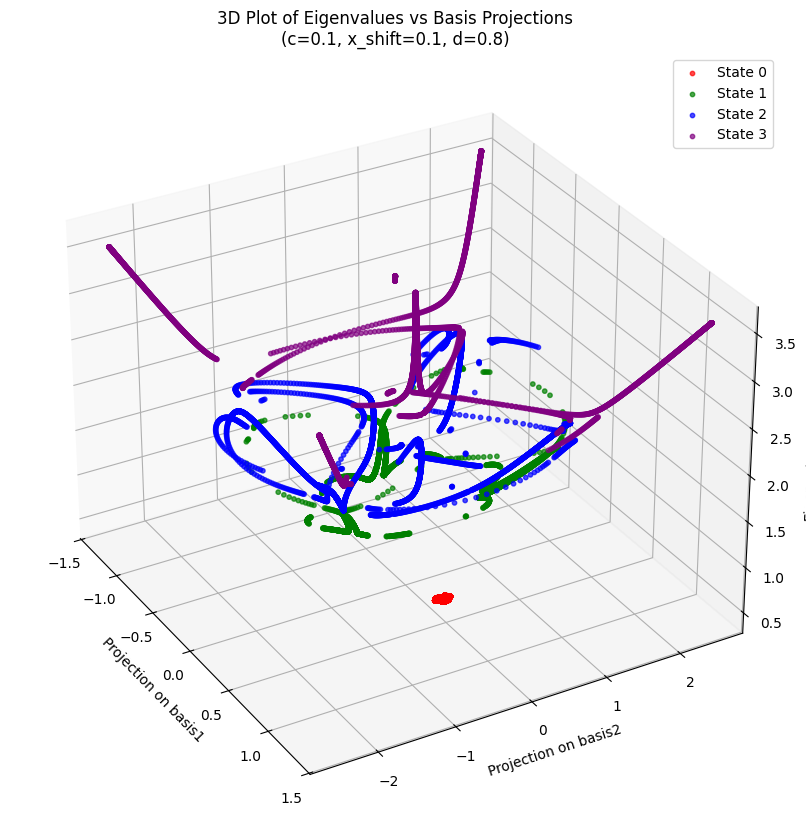 3D Plot of Eigenvalues vs Basis Projections
(c=0.1, x_shift=0.1, d=0.8)
State 0
State 1
State 2
State 3
3.5
3.0
2.5
2.0
1.5
1.0
0.5
−1.5
−1.0
−0.5
0.0
0.5
1.0
1.5
Projection on basis1
−2
−1
0
1
2
Projection on basis2